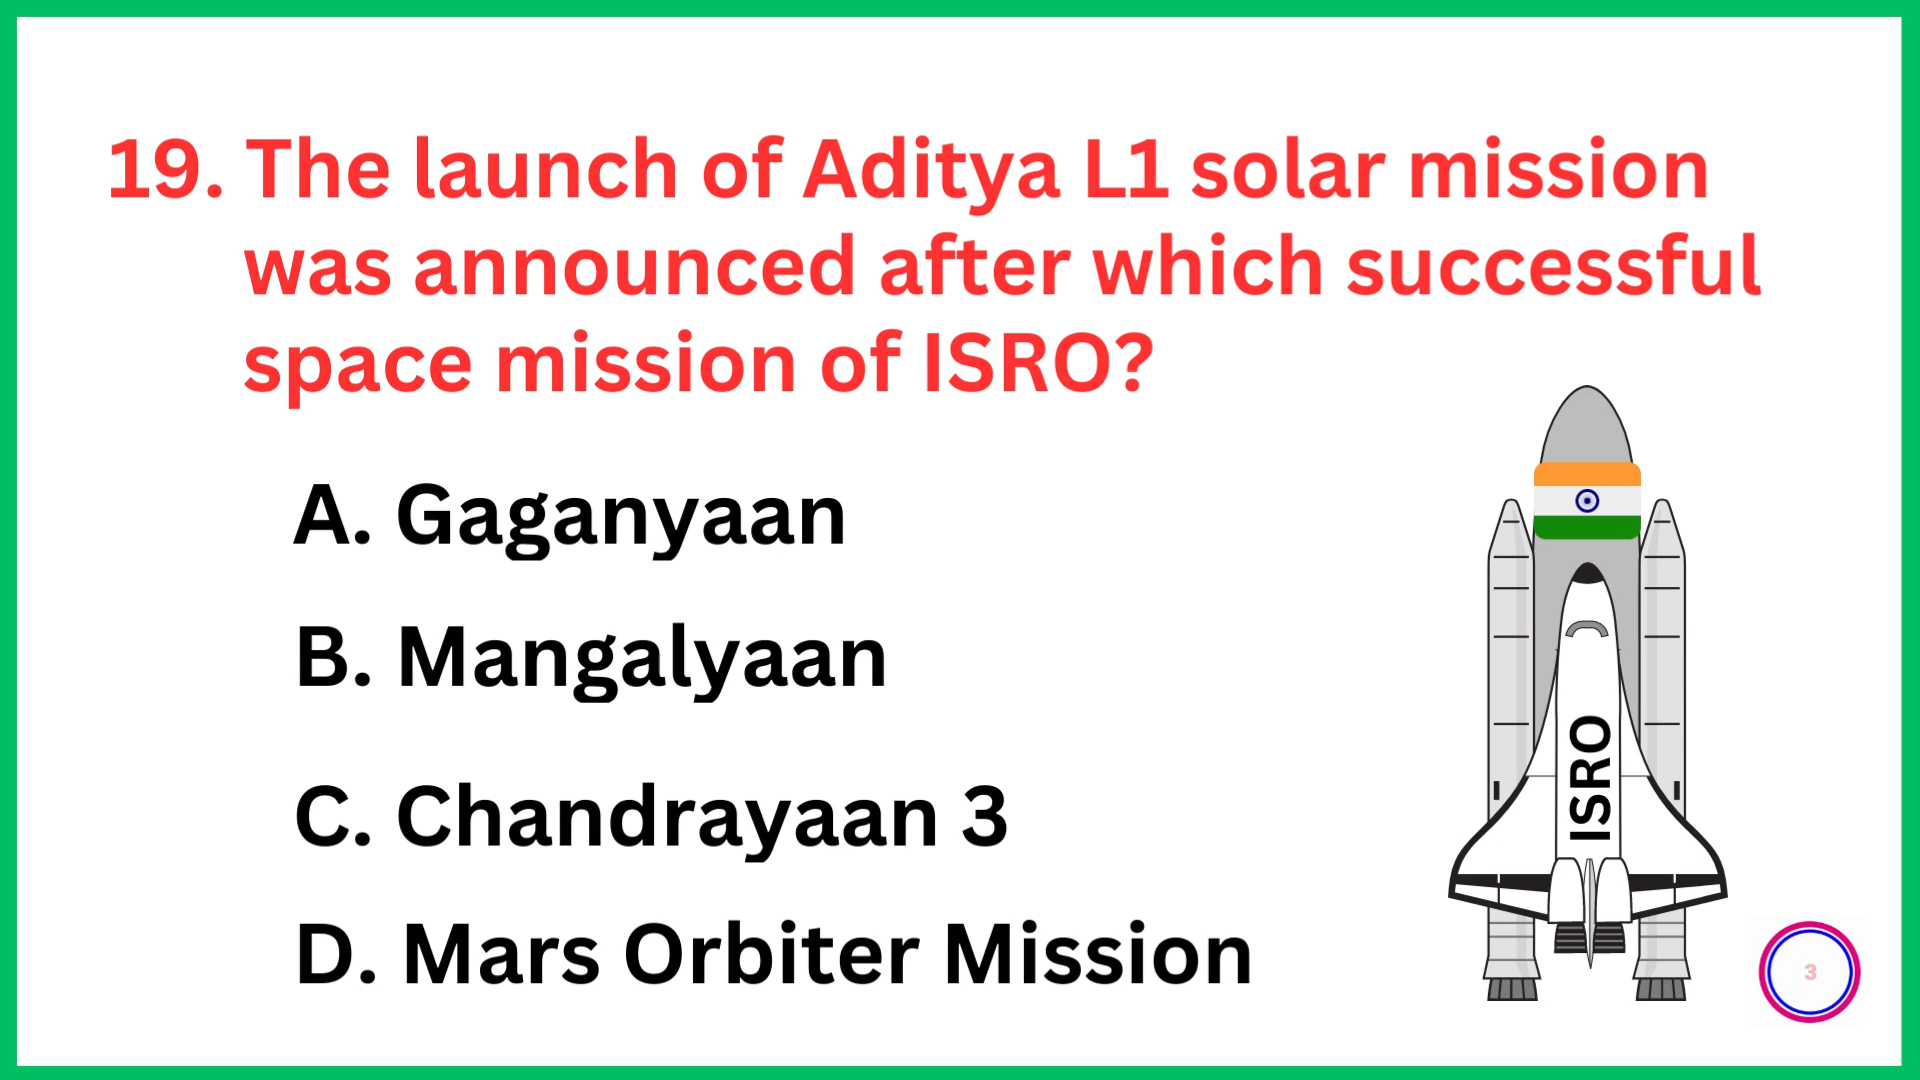 19. The launch of Aditya L1 solar mission
was announced after which successful
space mission of ISRO?
A. Gaganyaan
B. Mangalyaan
C. Chandrayaan 3
D. Mars Orbiter Mission
ISRO
3